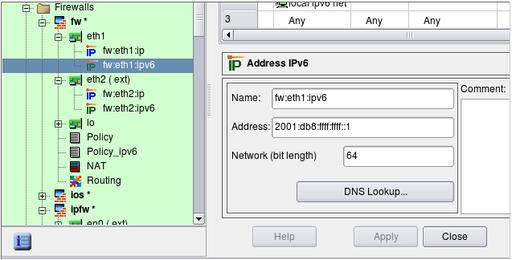 Firewalls
fw *
eth1
fw:eth1:ip
fw:eth1:ipv6
eth2 ( ext)
fw:eth2:ip
fw:eth2:ipv6
lo
Policy
Policy_ipv6
NAT
Routing
ios *
ipfw *
en0 ( ext)
local ipv6 net
3 Any Any Any
Address IPv6
Name: fw:eth1:ipv6
Comment:
Address: 2001:db8:ffff:ffff::1
Network (bit length) 64
DNS Lookup...
Help Apply Close